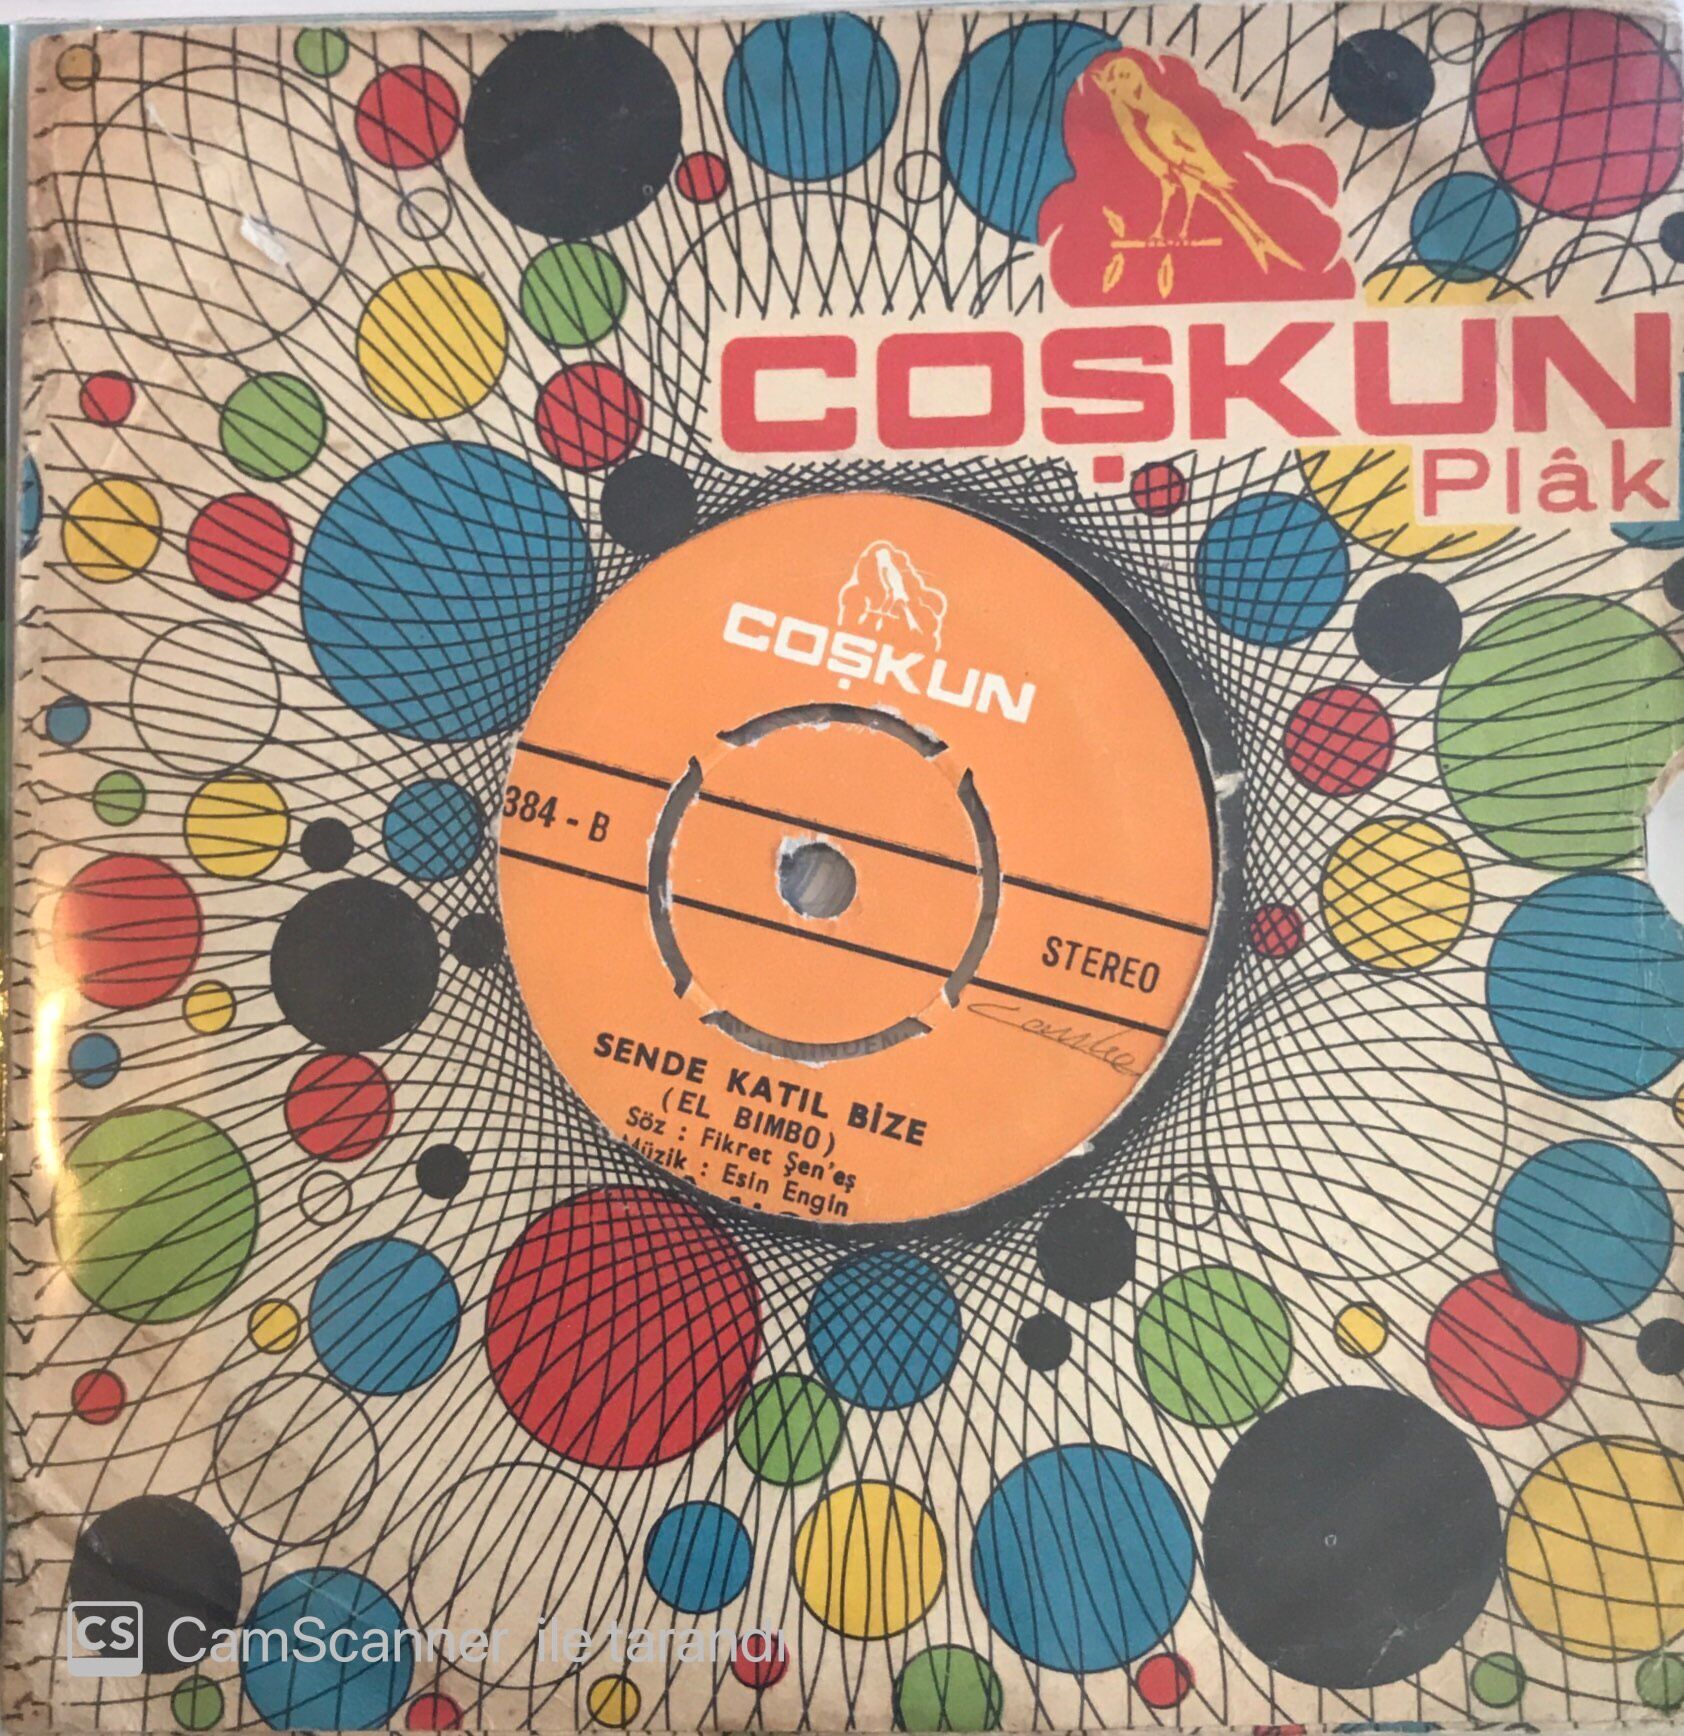 COŞKUN
Plâk
COŞKUN
384 - B
STEREO
SENDE KATIL BİZE
(EL BIMBO)
Söz : Fikret Şen'eş
Müzik : Esin Engin
CS CamScanner ile tarandı